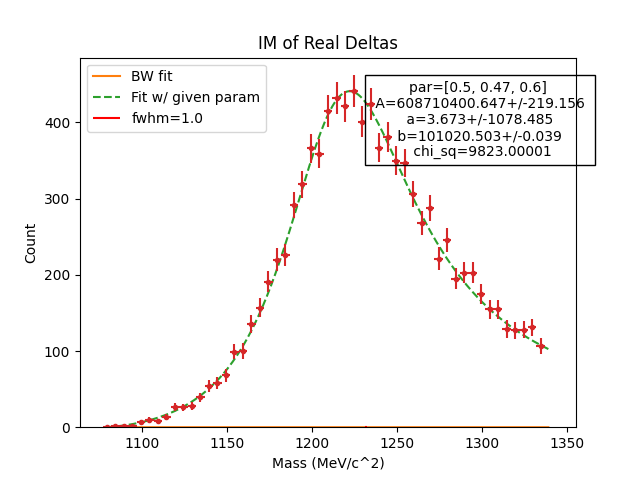 IM of Real Deltas
BW fit
Fit w/ given param
fwhm=1.0
par=[0.5, 0.47, 0.6]
A=608710400.647+/-219.156
a=3.673+/-1078.485
b=101020.503+/-0.039
chi_sq=9823.00001
Count
400
300
200
100
0
1100 1150 1200 1250 1300 1350
Mass (MeV/c^2)